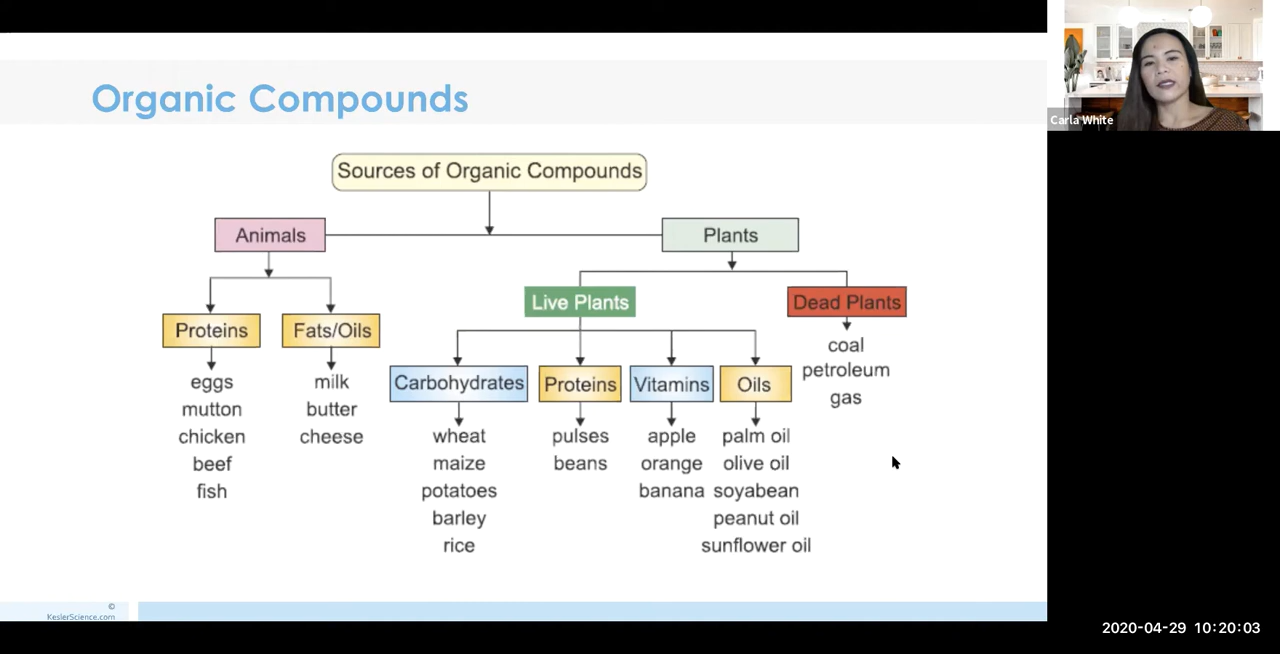 Organic Compounds
Carla White
Sources of Organic Compounds
Animals
Plants
Live Plants
Dead Plants
Proteins
Fats/Oils
coal
petroleum
gas
Carbohydrates
Proteins
Vitamins
Oils
eggs
mutton
chicken
beef
fish
milk
butter
cheese
wheat
maize
potatoes
barley
rice
pulses
beans
apple
orange
banana
palm oil
olive oil
soyabean
peanut oil
sunflower oil
©
KeslerScience.com
2020-04-29 10:20:03